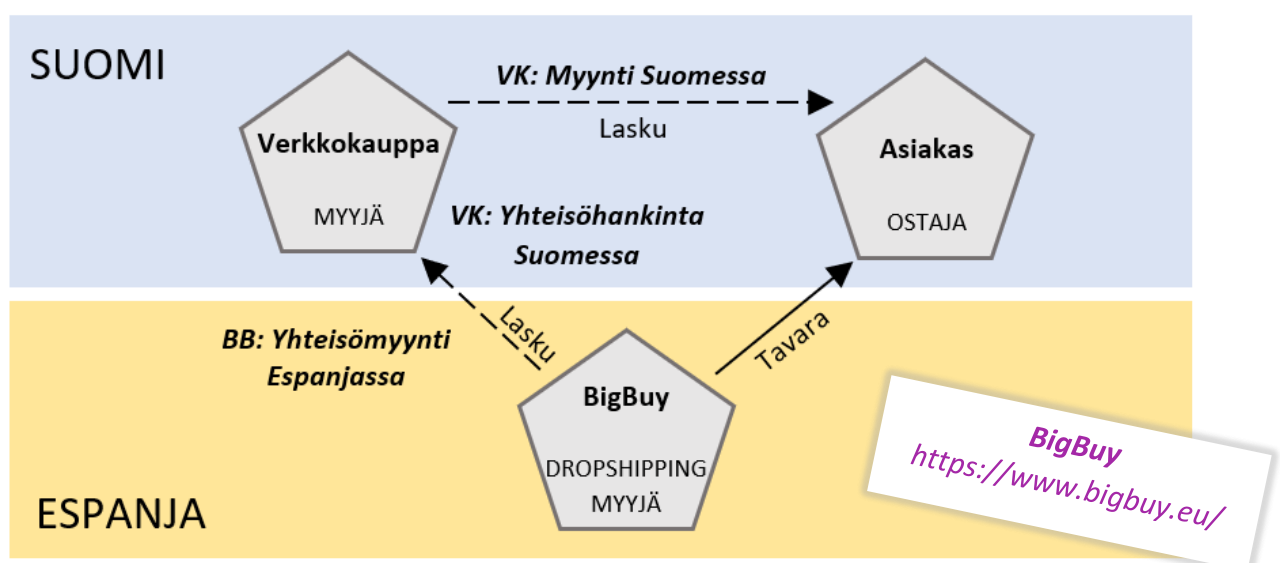 SUOMI
VK: Myynti Suomessa
Lasku
Verkkokauppa
MYYJÄ
Asiakas
OSTAJA
VK: Yhteisöhankinta
Suomessa
Lasku
Tavara
BB: Yhteisömyynti
Espanjassa
BigBuy
DROPSHIPPING
MYYJÄ
ESPANJA
BigBuy
https://www.bigbuy.eu/